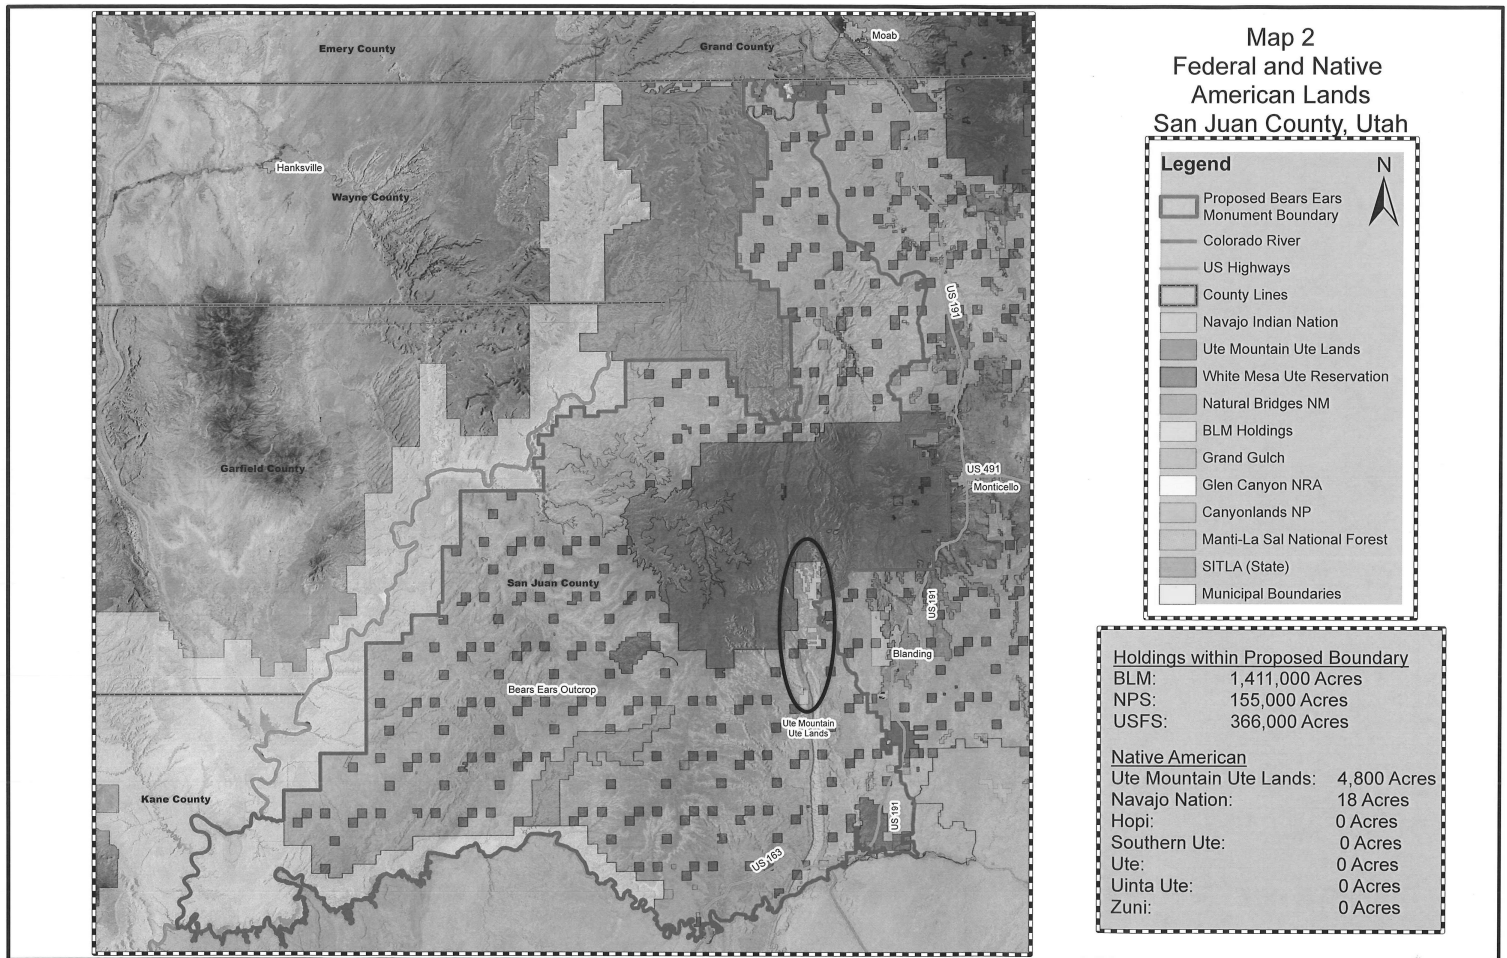 Map 2
Federal and Native
American Lands
San Juan County, Utah
Legend
N
Proposed Bears Ears
Monument Boundary
Colorado River
US Highways
County Lines
Navajo Indian Nation
Ute Mountain Ute Lands
White Mesa Ute Reservation
Natural Bridges NM
BLM Holdings
Grand Gulch
Glen Canyon NRA
Canyonlands NP
Manti-La Sal National Forest
SITLA (State)
Municipal Boundaries
Holdings within Proposed Boundary
BLM: 1,411,000 Acres
NPS: 155,000 Acres
USFS: 366,000 Acres
Native American
Ute Mountain Ute Lands: 4,800 Acres
Navajo Nation: 18 Acres
Hopi: 0 Acres
Southern Ute: 0 Acres
Ute: 0 Acres
Uinta Ute: 0 Acres
Zuni: 0 Acres
Emery County
Grand County
Moab
Hanksville
Wayne County
US 191
Garfield County
US 491
Monticello
San Juan County
US 191
Blanding
Bears Ears Outcrop
Ute Mountain
Ute Lands
Kane County
US 191
US 163